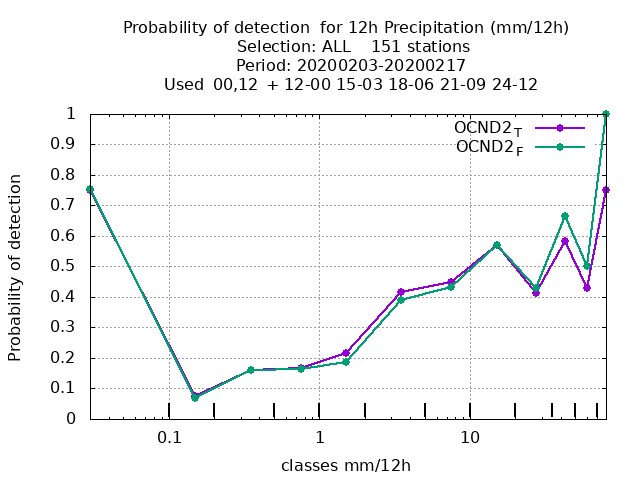 Probability of detection  for 12h Precipitation (mm/12h)
Selection: ALL    151 stations
Period: 20200203-20200217
Used  00,12  + 12-00 15-03 18-06 21-09 24-12
OCND2T
OCND2F
Probability of detection
1
0.9
0.8
0.7
0.6
0.5
0.4
0.3
0.2
0.1
0
0.1 1 10
classes mm/12h